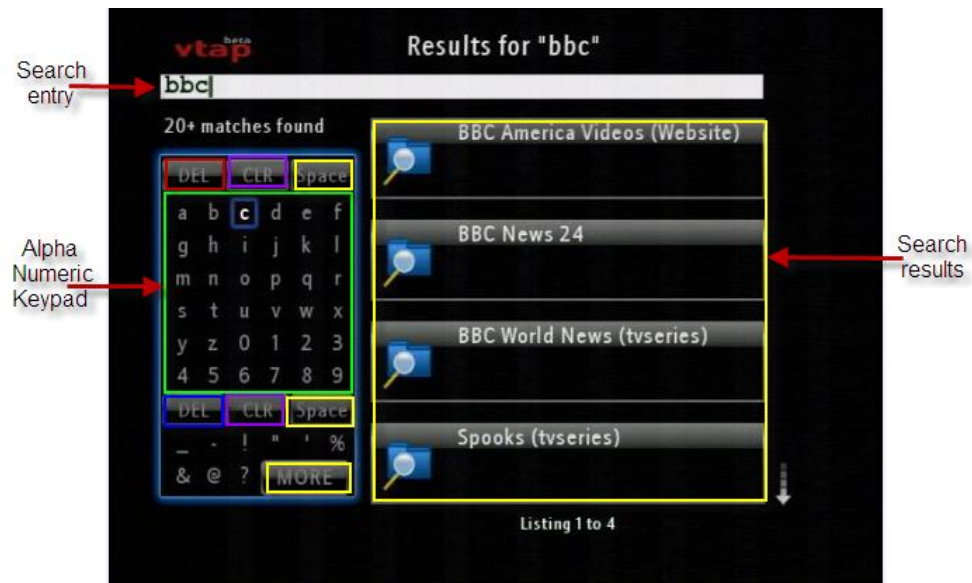 vtap beta
Results for "bbc"
Search
entry
bbc
20+ matches found
DEL CLR Space
a b c d e f
g h i j k l
m n o p q r
s t u v w x
y z 0 1 2 3
4 5 6 7 8 9
DEL CLR Space
_ - ! " ' %
& @ ? MORE
Alpha
Numeric
Keypad
BBC America Videos (Website)
BBC News 24
BBC World News (tvseries)
Spooks (tvseries)
Search
results
Listing 1 to 4